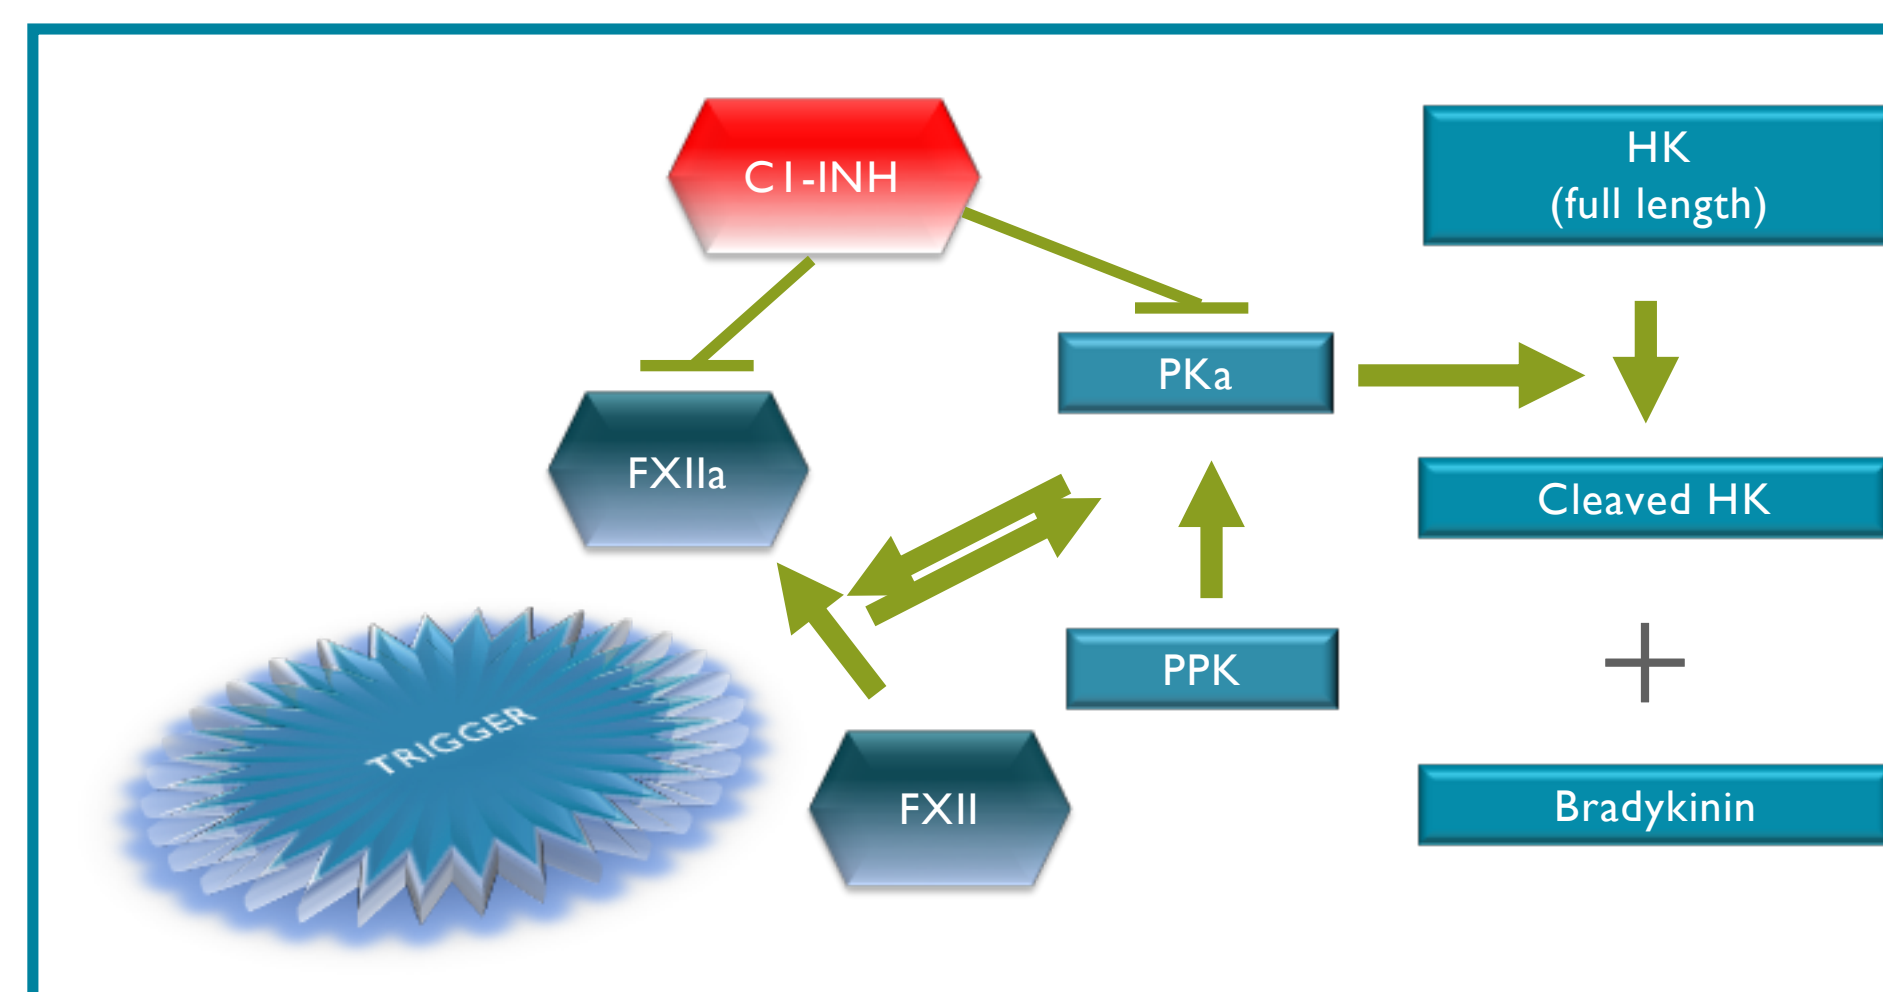 C1-INH
HK
(full length)
PKa
FXIIa
Cleaved HK
PPK
+
TRIGGER
FXII
Bradykinin